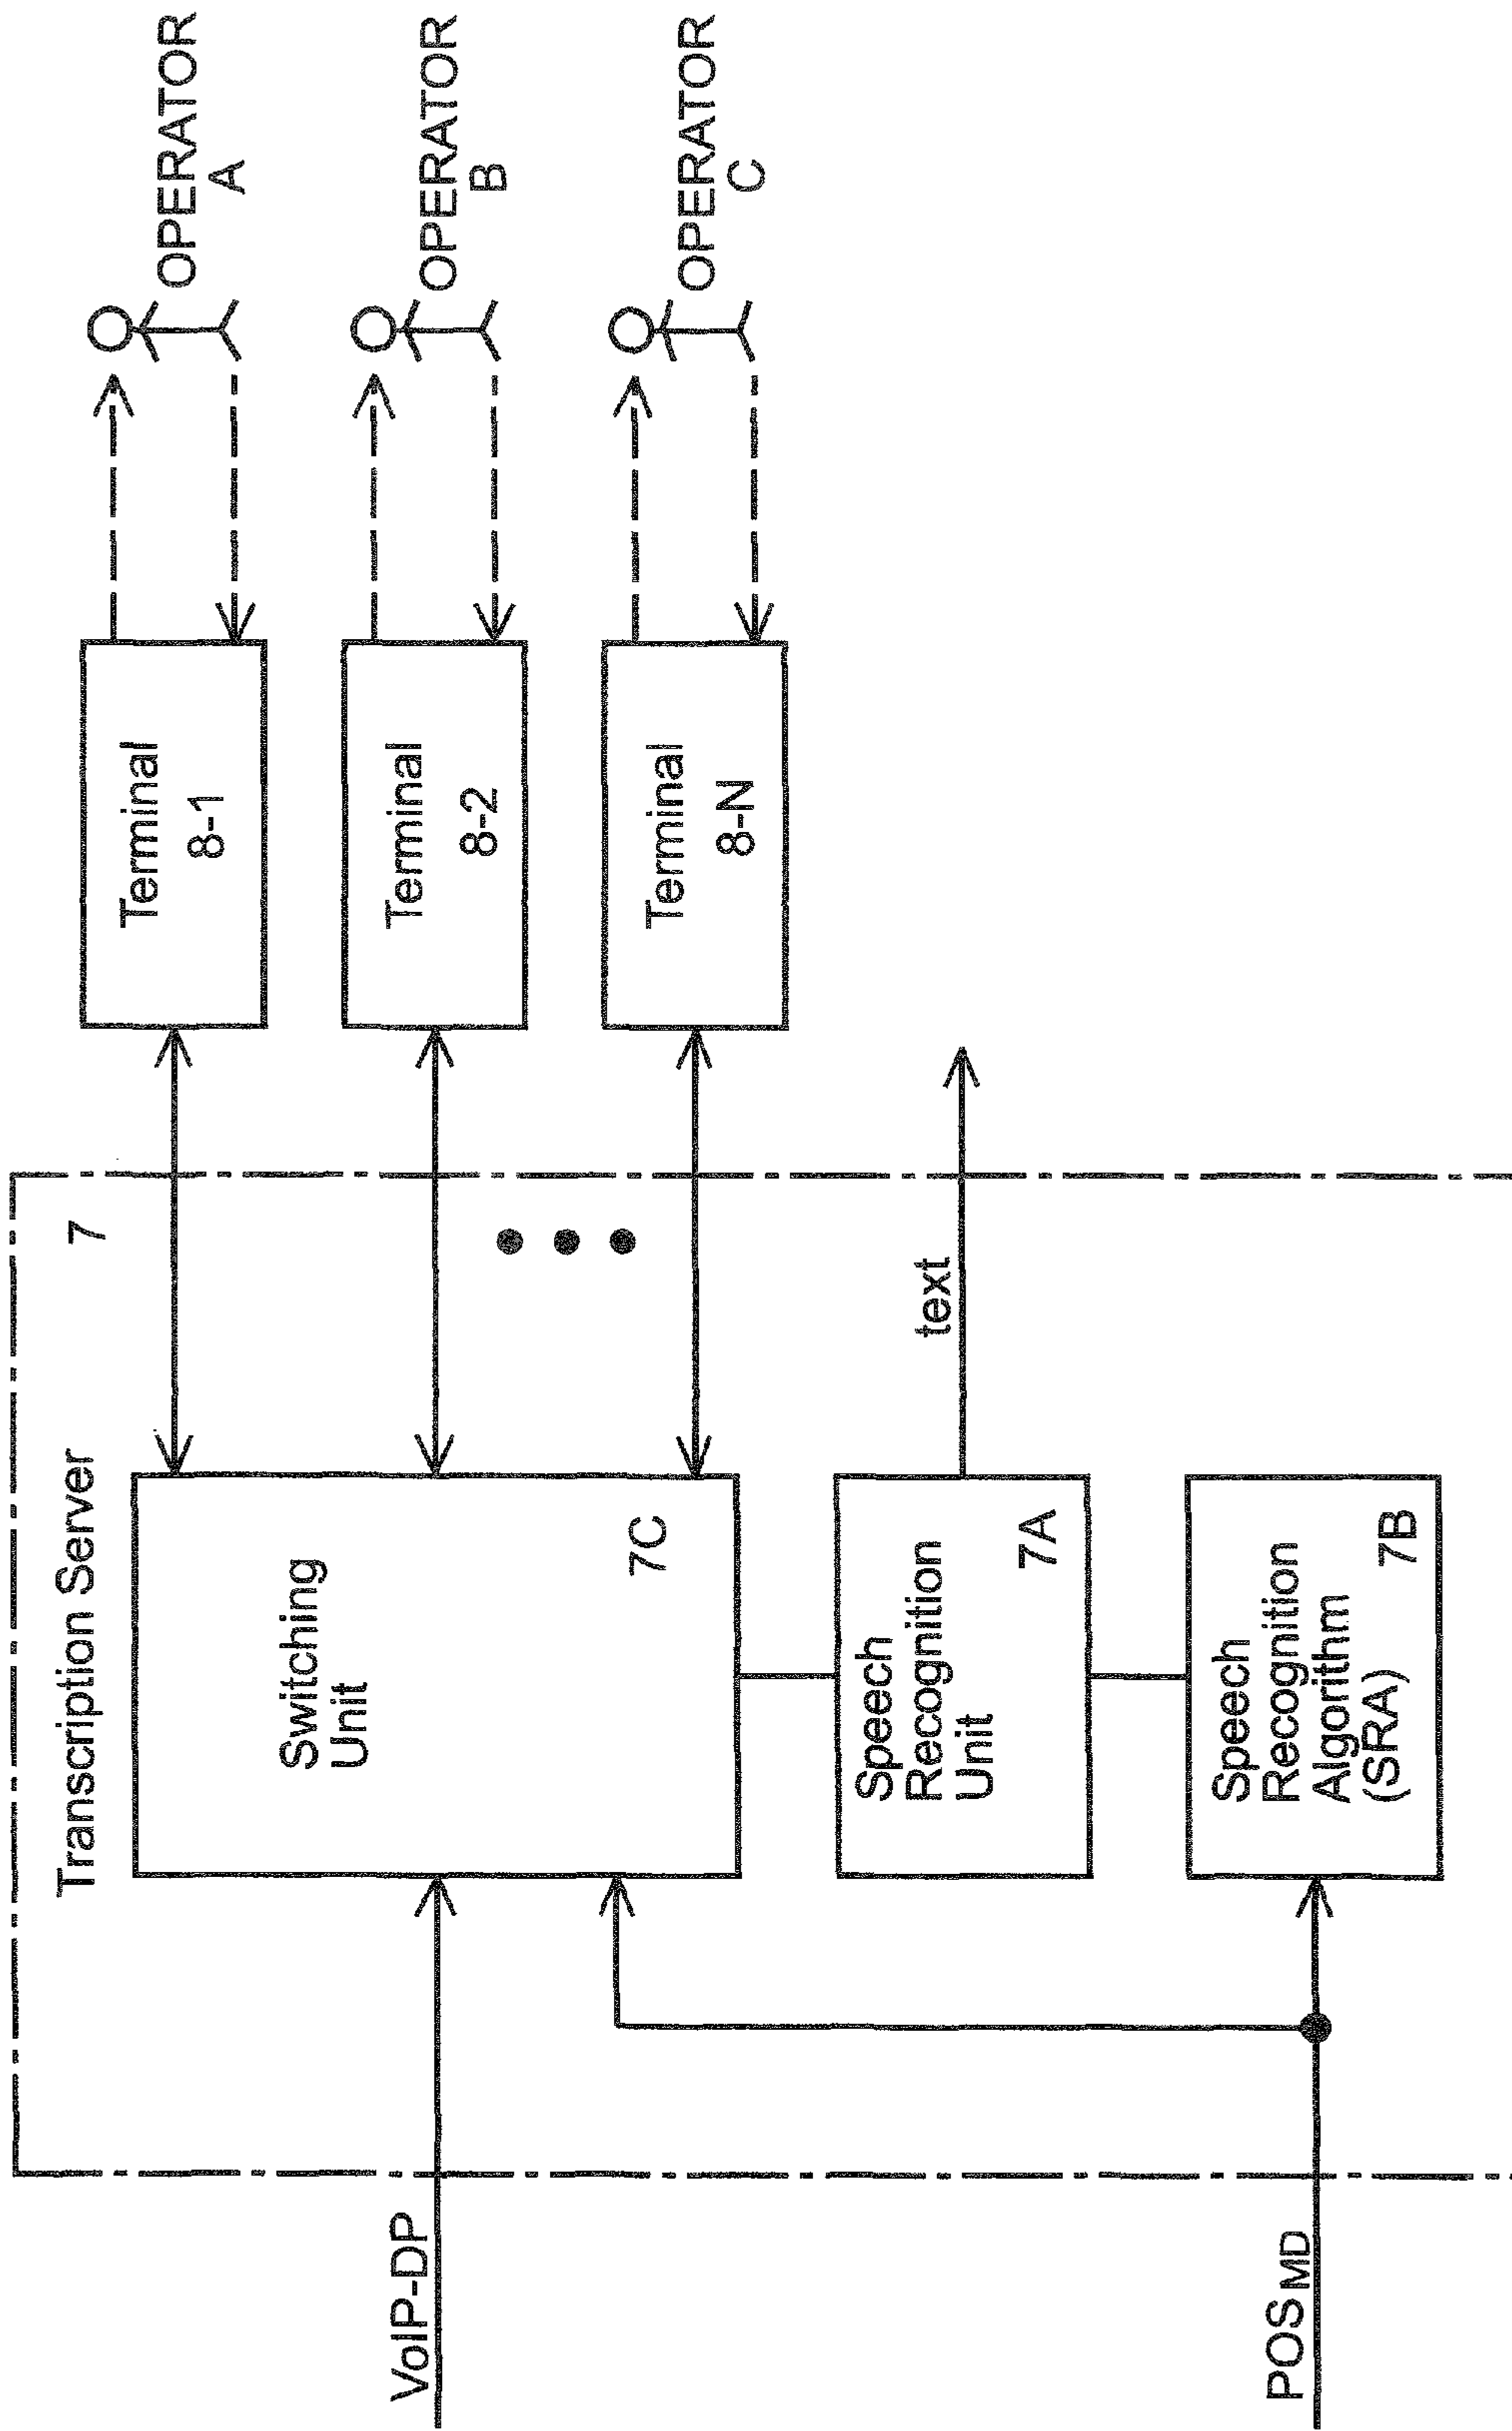 Transcription Server
7
VoIP-DP
POSMD
Switching
Unit
7C
Speech
Recognition
Unit
7A
Speech
Recognition
Algorithm
(SRA)
7B
text
Terminal
8-1
Terminal
8-2
Terminal
8-N
OPERATOR
A
OPERATOR
B
OPERATOR
C